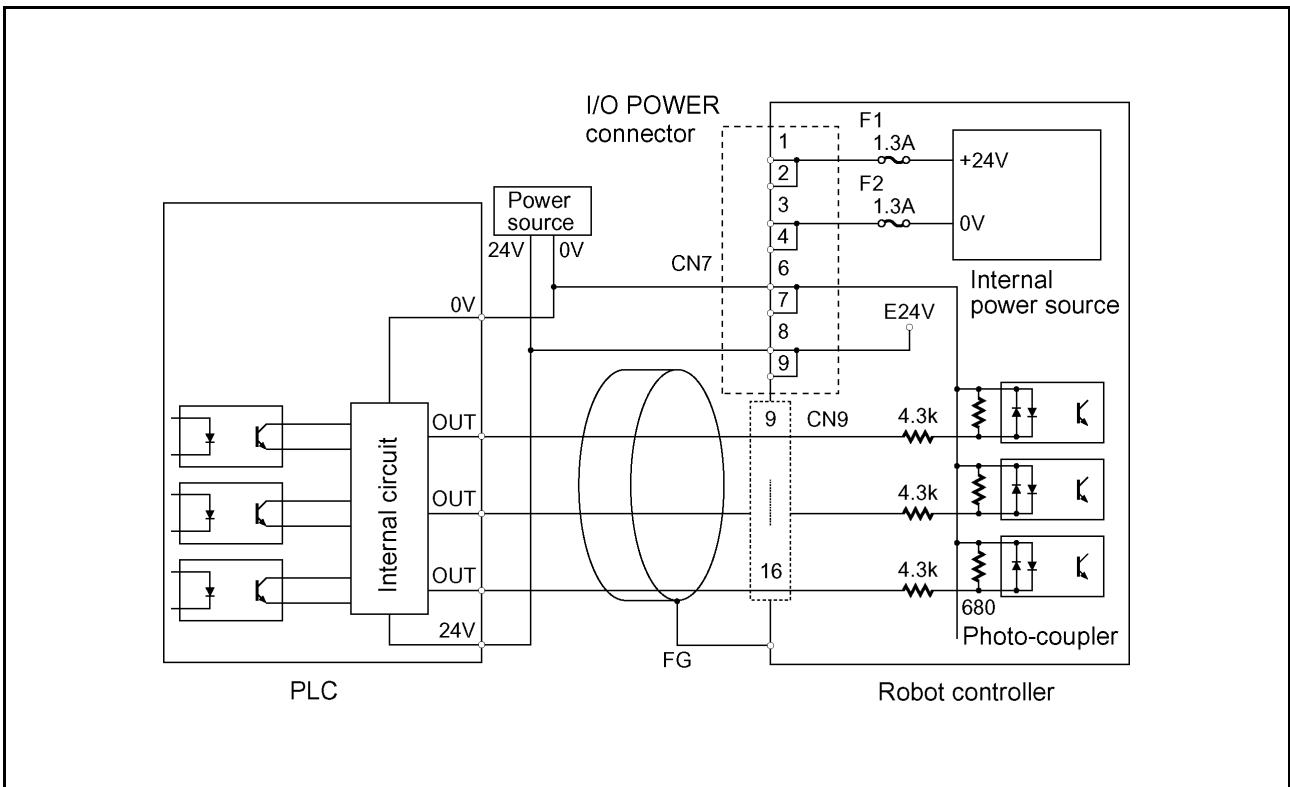 I/O POWER
connector
F1
1.3A
1
2
+24V
F2
1.3A
3
4
0V
Power
source
24V
0V
CN7
6
7
Internal
power source
8
9
E24V
0V
OUT
OUT
OUT
Internal circuit
24V
9
CN9
16
4.3k
4.3k
4.3k
680
Photo-coupler
FG
PLC
Robot controller